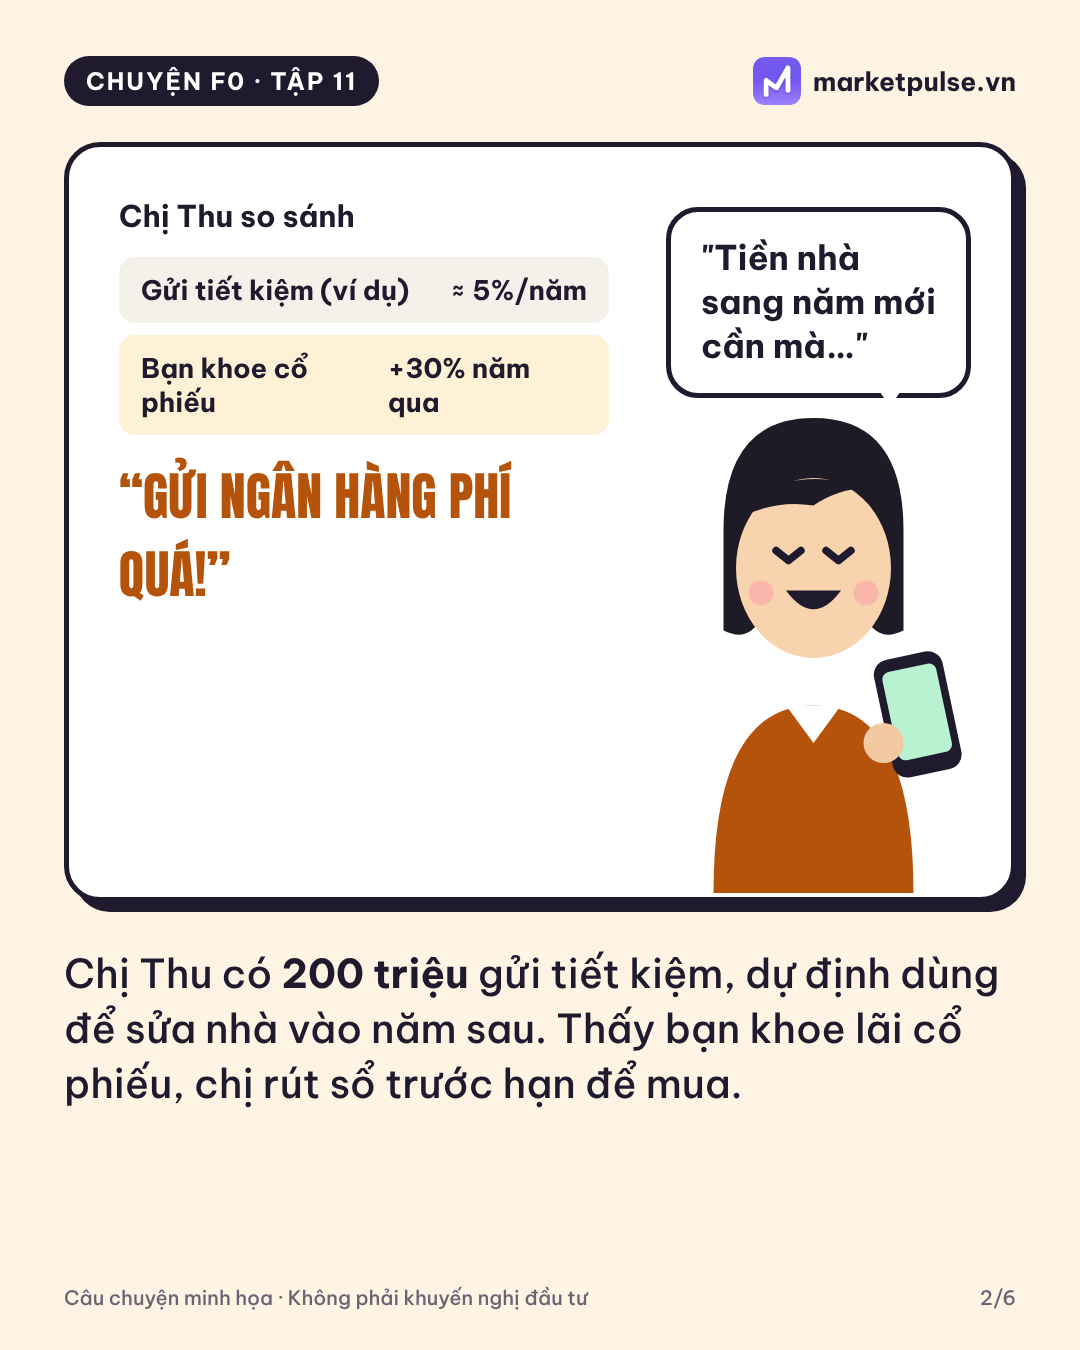 CHUYỆN F0 · TẬP 11
marketpulse.vn
Chị Thu so sánh
Gửi tiết kiệm (ví dụ) ≈ 5%/năm
Bạn khoe cổ
phiếu
+30% năm
qua
"Tiền nhà
sang năm mới
cần mà..."
“GỬI NGÂN HÀNG PHÍ
QUÁ!”
Chị Thu có 200 triệu gửi tiết kiệm, dự định dùng
để sửa nhà vào năm sau. Thấy bạn khoe lãi cổ
phiếu, chị rút sổ trước hạn để mua.
Câu chuyện minh họa · Không phải khuyến nghị đầu tư
2/6